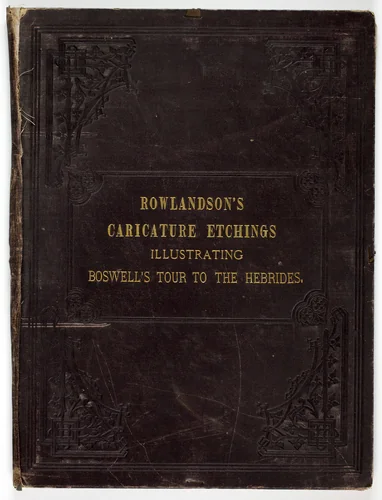 ROWLANDSON'S
CARICATURE ETCHINGS
ILLUSTRATING
BOSWELL'S TOUR TO THE HEBRIDES.